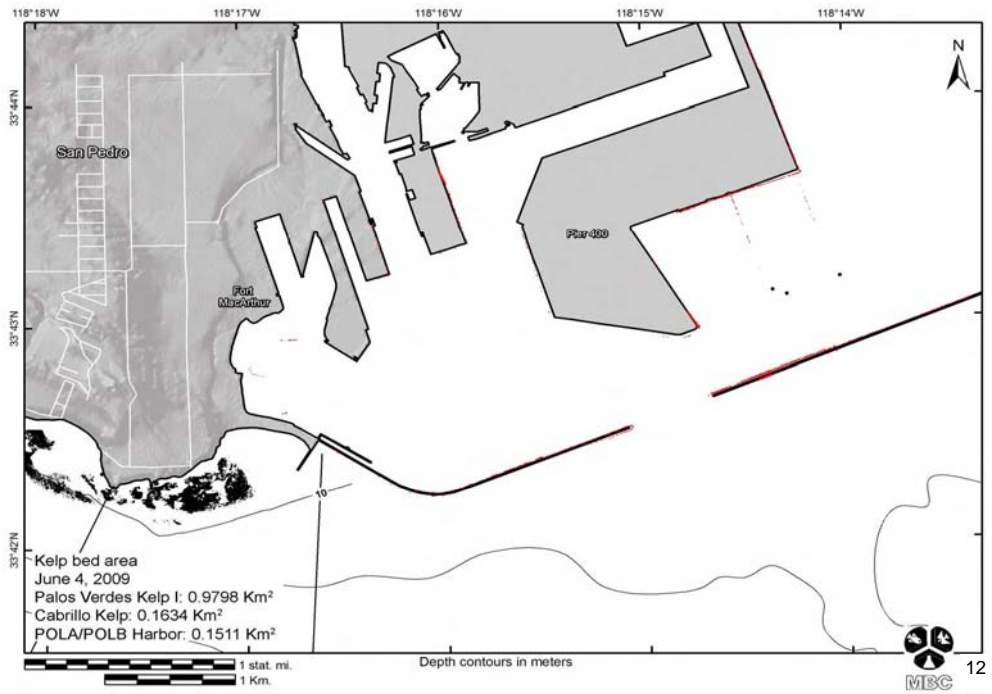 118°18'W
118°17'W
118°16'W
118°15'W
118°14'W
N
33°44'N
San Pedro
Pier 400
Fort
MacArthur
33°43'N
10
33°42'N
Kelp bed area
June 4, 2009
Palos Verdes Kelp I: 0.9798 Km²
Cabrillo Kelp: 0.1634 Km²
POLA/POLB Harbor: 0.1511 Km²
1 stat. mi.
1 Km.
Depth contours in meters
MBC
12